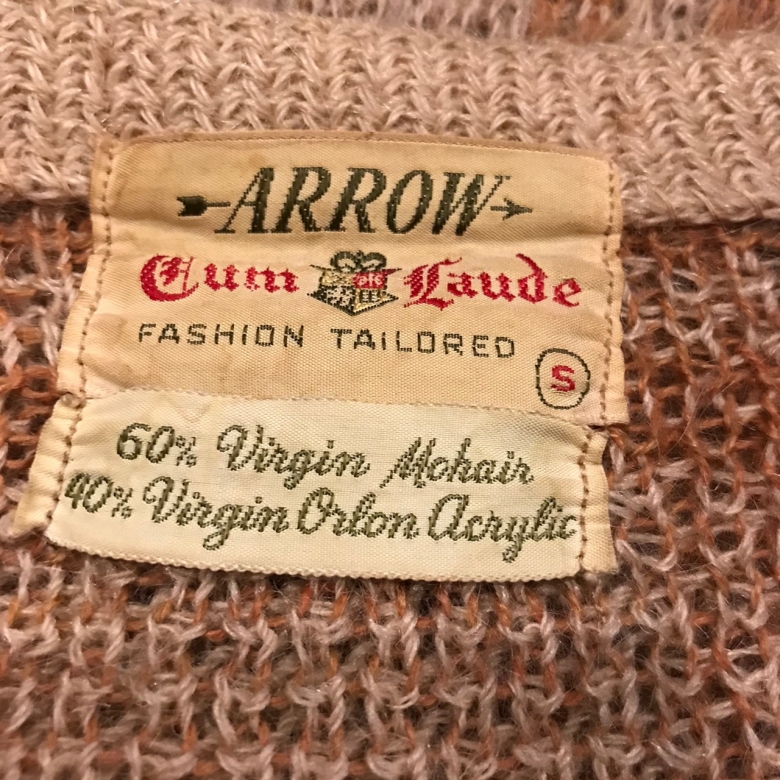 ARROW
Cum Laude
FASHION TAILORED
S
60% Virgin Mohair
40% Virgin Orlon Acrylic